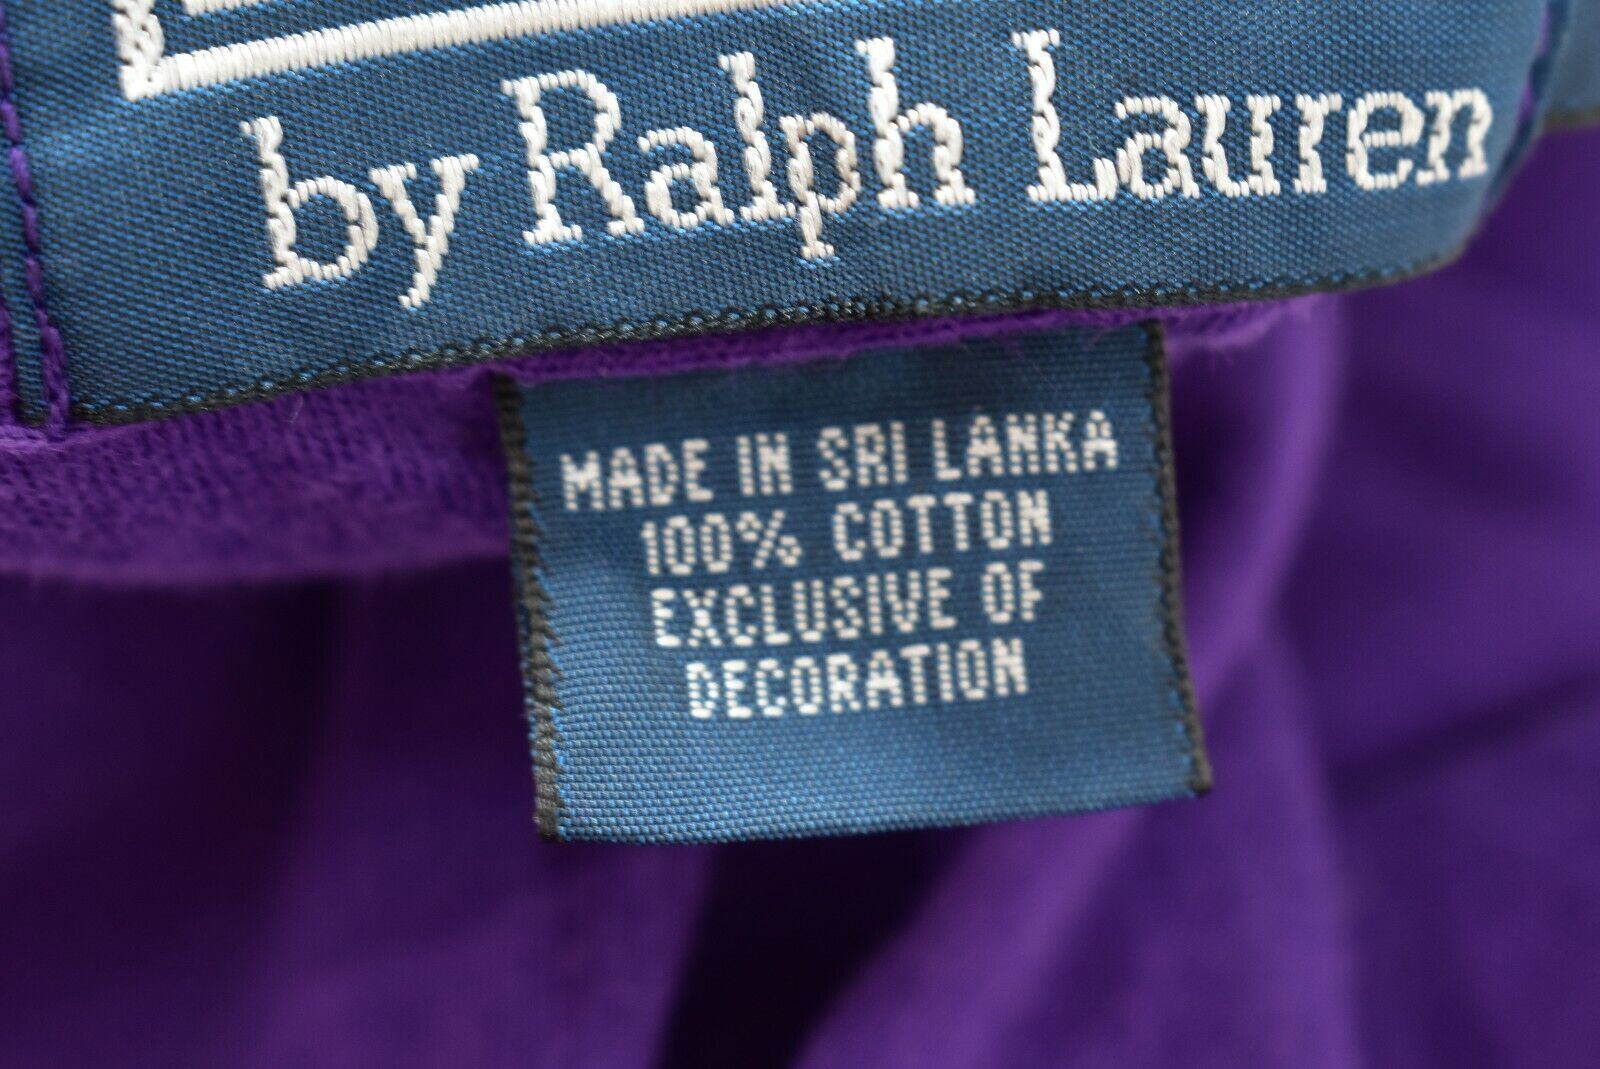 by Ralph Lauren
MADE IN SRI LANKA
100% COTTON
EXCLUSIVE OF
DECORATION